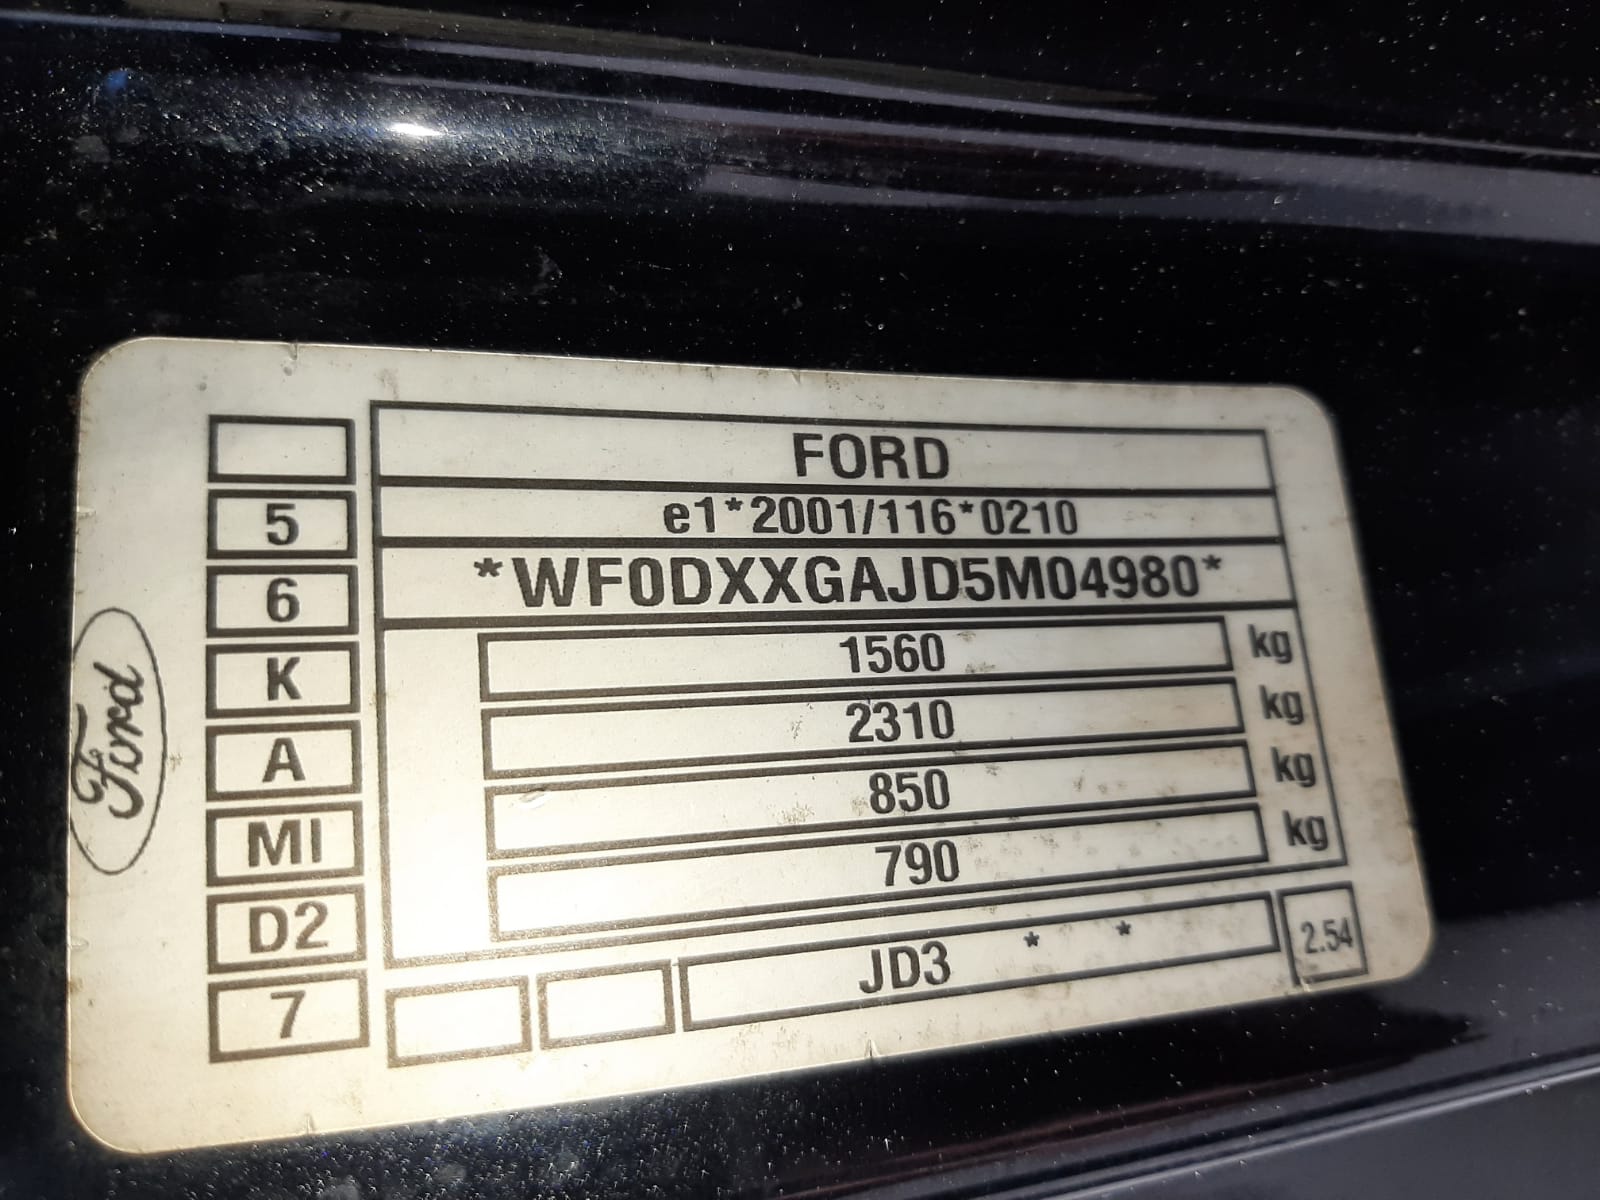 FORD
e1*2001/116*0210
*WF0DXXGAJD5M04980*
1560 kg
2310 kg
850 kg
790 kg
JD3 * *
2.54
5
6
K
A
MI
D2
7
Ford